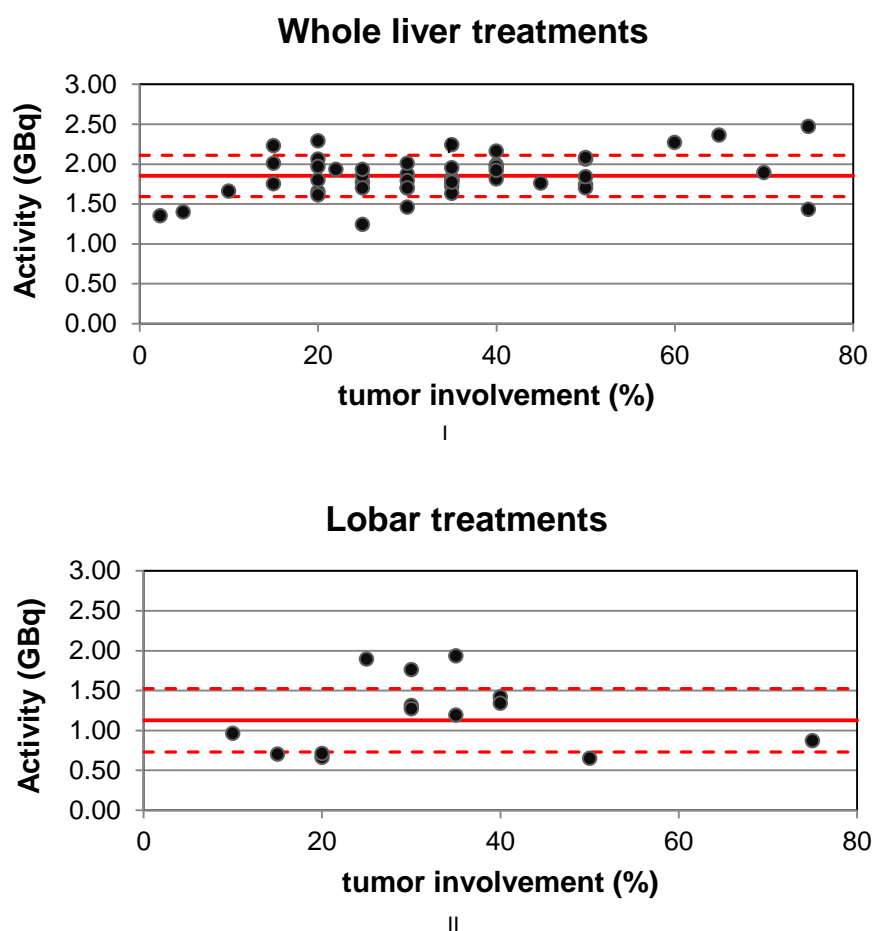 Whole liver treatments
3.00
2.50
2.00
1.50
1.00
0.50
0.00
Activity (GBq)
0 20 40 60 80
tumor involvement (%)
I
Lobar treatments
3.00
2.50
2.00
1.50
1.00
0.50
0.00
Activity (GBq)
0 20 40 60 80
tumor involvement (%)
II